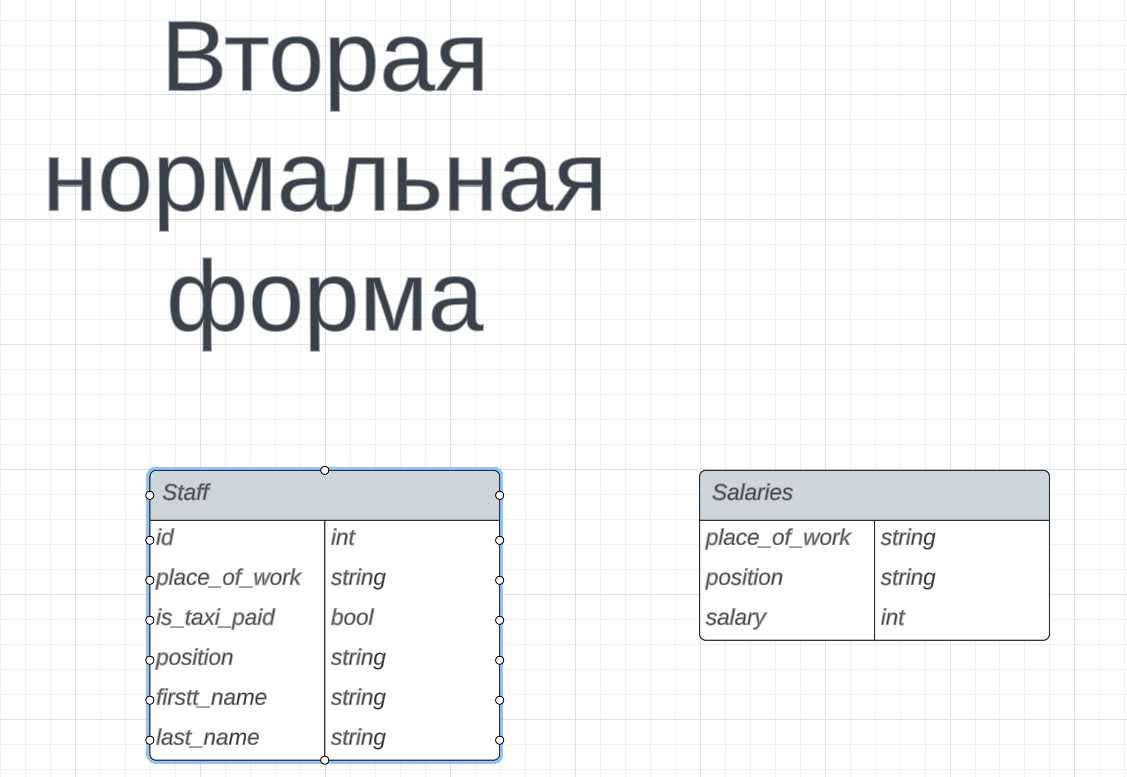 Вторая
нормальная
форма
Staff
id int
place_of_work string
is_taxi_paid bool
position string
firstt_name string
last_name string
Salaries
place_of_work string
position string
salary int